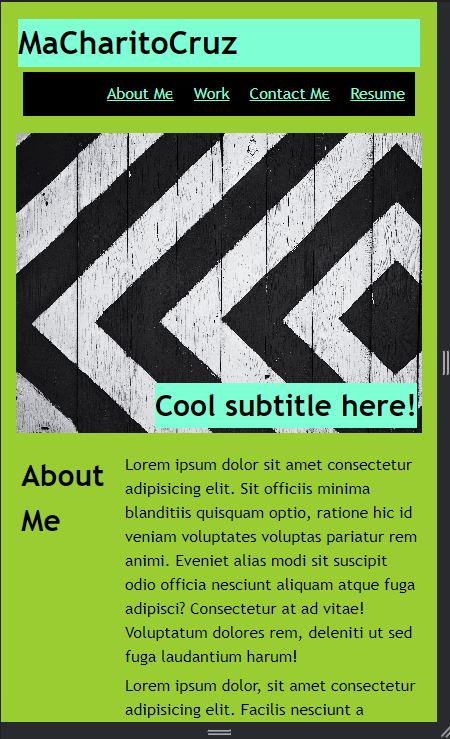 MaCharitoCruz
About Me Work Contact Me Resume
Cool subtitle here!
About
Me
Lorem ipsum dolor sit amet consectetur
adipisicing elit. Sit officiis minima
blanditiis quisquam optio, ratione hic id
veniam voluptates voluptas pariatur rem
animi. Eveniet alias modi sit suscipit
odio officia nesciunt aliquam atque fuga
adipisci? Consectetur at ad vitae!
Voluptatum dolores rem, deleniti ut sed
fuga laudantium harum!
Lorem ipsum dolor, sit amet consectetur
adipisicing elit. Facilis nesciunt a